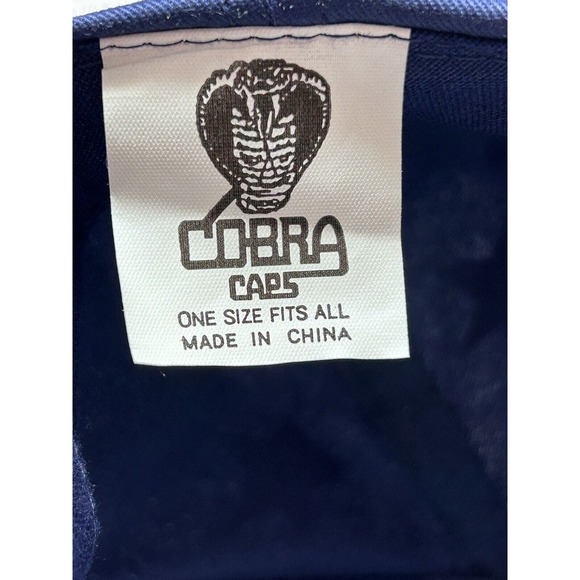 COBRA
CAPS
ONE SIZE FITS ALL
MADE IN CHINA